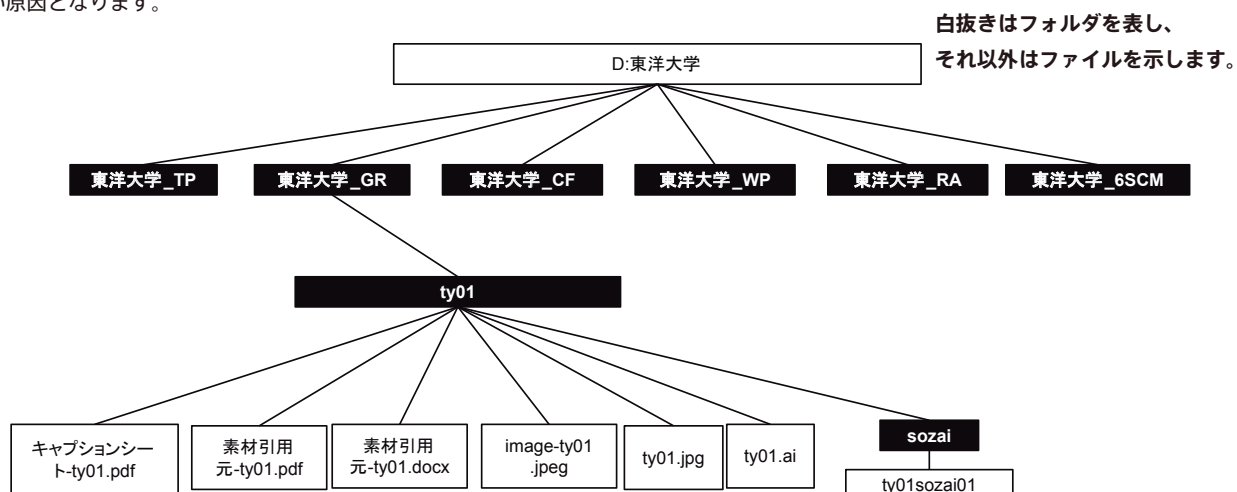 い原因となります。
白抜きはフォルダを表し、
それ以外はファイルを示します。
D:東洋大学
東洋大学_TP
東洋大学_GR
東洋大学_CF
東洋大学_WP
東洋大学_RA
東洋大学_6SCM
ty01
キャプションシー
ト-ty01.pdf
素材引用
元-ty01.pdf
素材引用
元-ty01.docx
image-ty01
.jpeg
ty01.jpg
ty01.ai
sozai
ty01sozai01